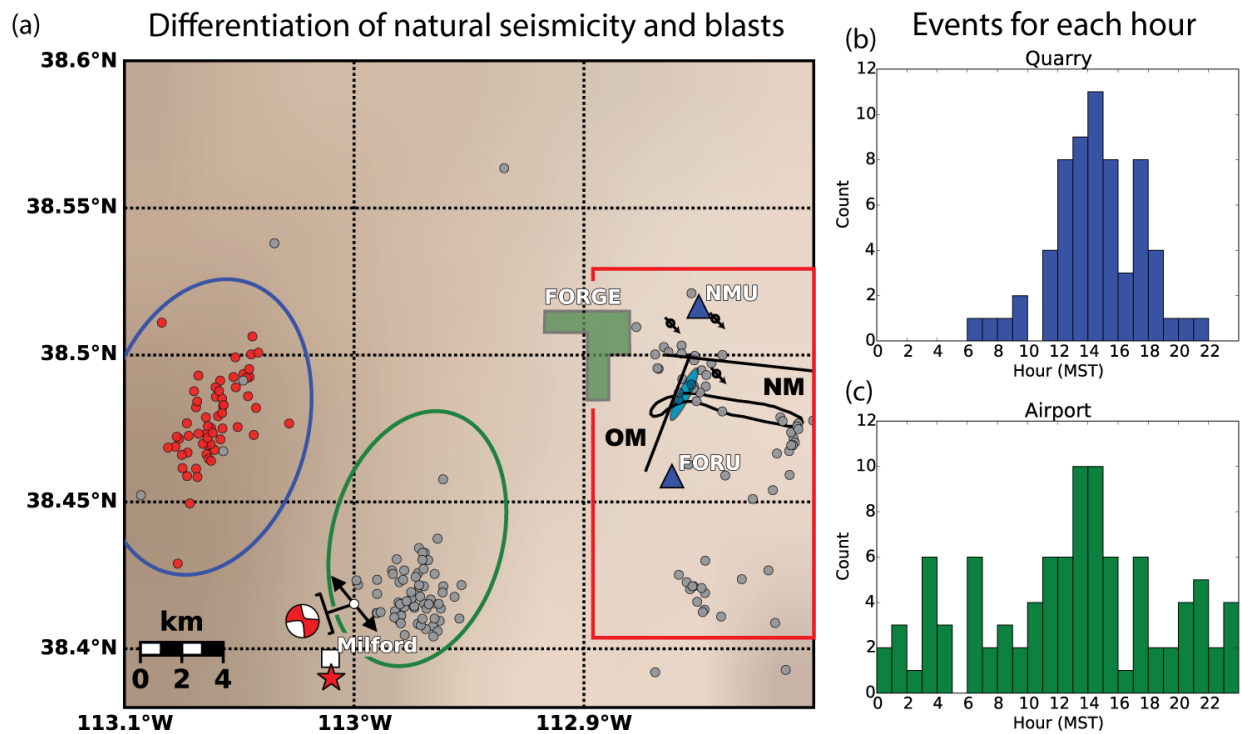 (a) Differentiation of natural seismicity and blasts
38.6°N
38.55°N
38.5°N
38.45°N
38.4°N
113.1°W 113°W 112.9°W
FORGE
NMU
NM
OM
FORU
Milford
km
0 2 4
Events for each hour
(b) Quarry
12
10
8
6
4
2
0
Count
0 2 4 6 8 10 12 14 16 18 20 22
Hour (MST)
(c) Airport
12
10
8
6
4
2
0
Count
0 2 4 6 8 10 12 14 16 18 20 22
Hour (MST)